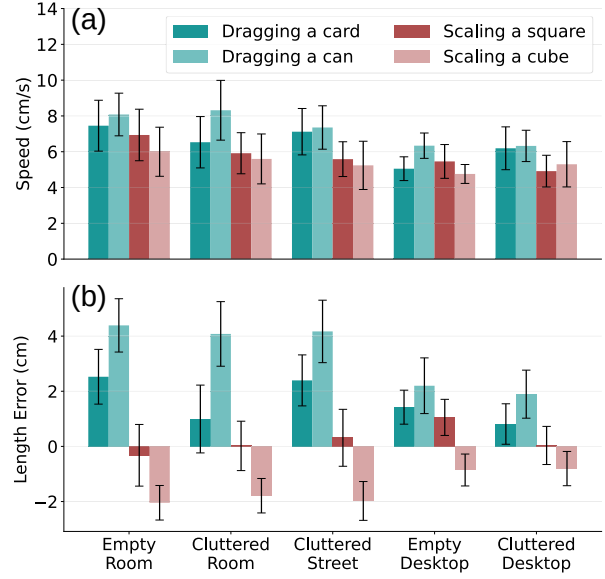 (a)
Dragging a card
Scaling a square
Dragging a can
Scaling a cube
Speed (cm/s)
14
12
10
8
6
4
2
0
(b)
Length Error (cm)
4
2
0
−2
Empty
Room
Cluttered
Room
Cluttered
Street
Empty
Desktop
Cluttered
Desktop